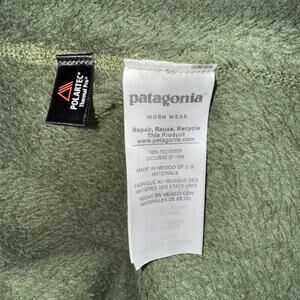 POLARTEC®
Thermal Pro®
patagonia®
WORN WEAR
Repair, Reuse, Recycle
This Product
www.patagonia.com
100% POLYESTER
EXCLUSIVE OF TRIM
MADE IN MEXICO OF U.S.
MATERIALS
FABRIQUÉ AU MEXIQUE DES
MATIÈRES DES ÉTATS-UNIS
HECHO EN MÉXICO CON
MATERIALES DE EE.UU.